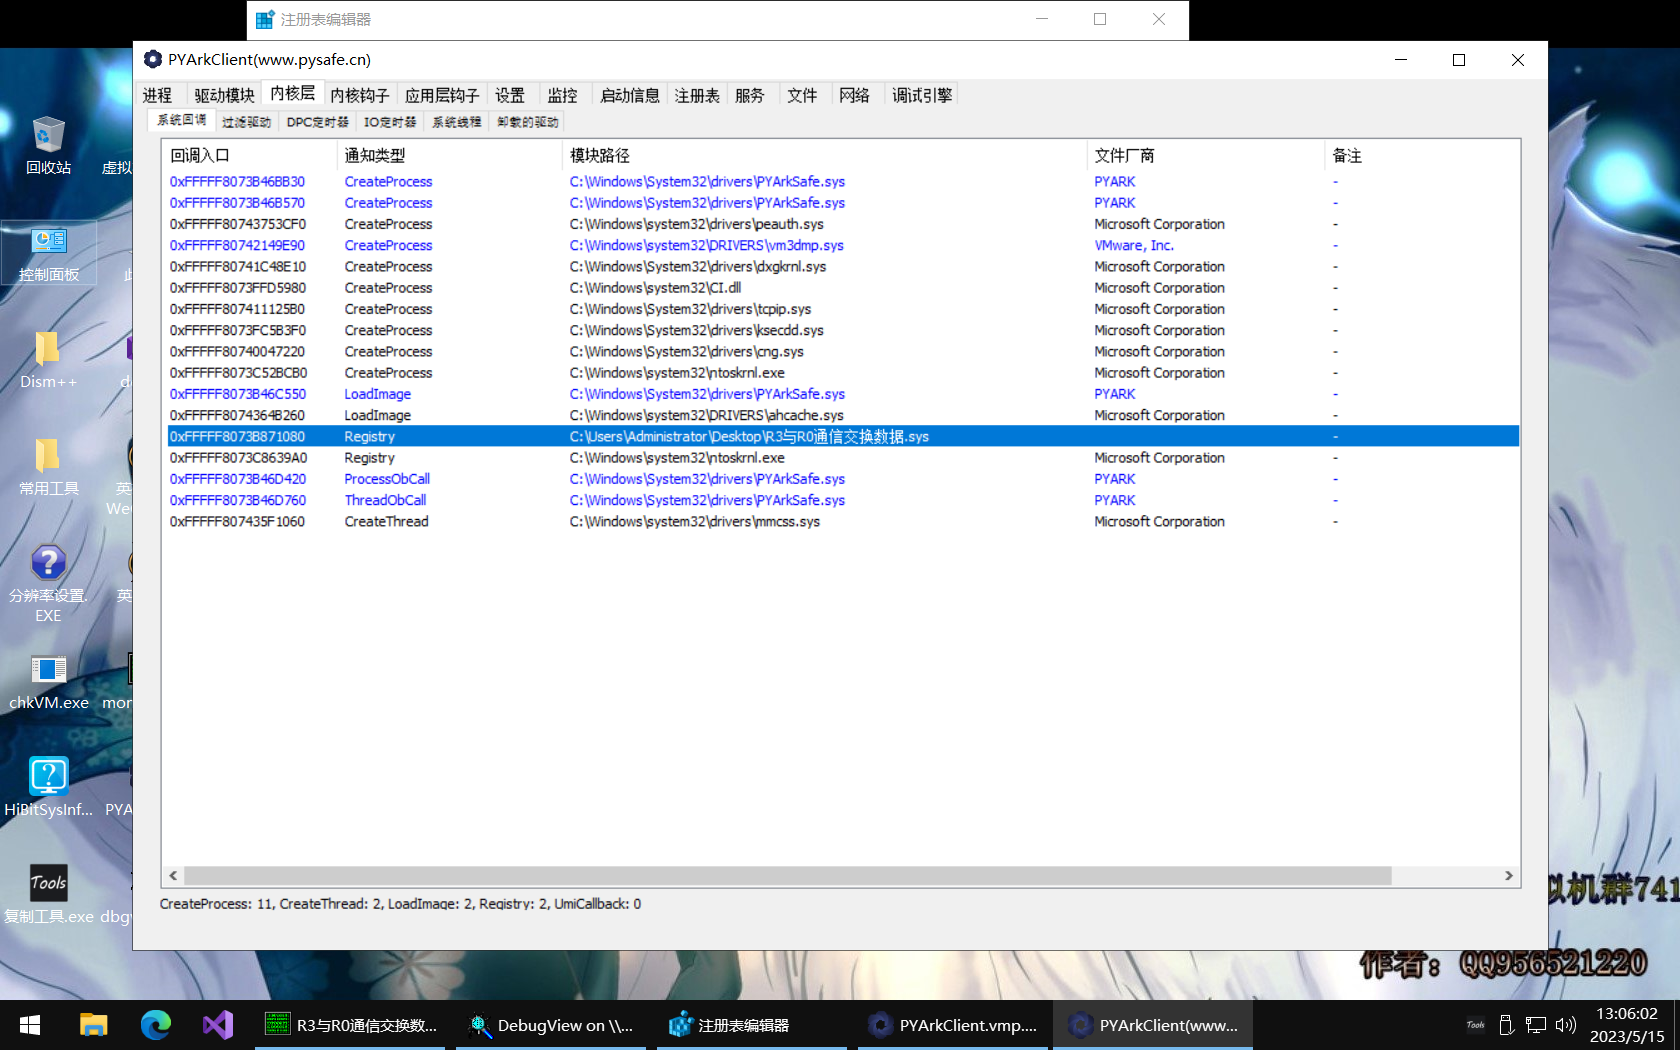 注册表编辑器
PYArkClient(www.pysafe.cn)
进程 驱动模块 内核层 内核钩子 应用层钩子 设置 监控 启动信息 注册表 服务 文件 网络 调试引擎
系统回调 过滤驱动 DPC定时器 IO定时器 系统线程 卸载的驱动
回调入口 通知类型 模块路径 文件厂商 备注
0xFFFFF8073B46BB30 CreateProcess C:\Windows\System32\drivers\PYArkSafe.sys PYARK -
0xFFFFF8073B46B570 CreateProcess C:\Windows\System32\drivers\PYArkSafe.sys PYARK -
0xFFFFF80743753CF0 CreateProcess C:\Windows\system32\drivers\peauth.sys Microsoft Corporation -
0xFFFFF80742149E90 CreateProcess C:\Windows\system32\DRIVERS\vm3dmp.sys VMware, Inc. -
0xFFFFF80741C48E10 CreateProcess C:\Windows\System32\drivers\dxgkrnl.sys Microsoft Corporation -
0xFFFFF8073FFD5980 CreateProcess C:\Windows\system32\CI.dll Microsoft Corporation -
0xFFFFF807411125B0 CreateProcess C:\Windows\System32\drivers\tcpip.sys Microsoft Corporation -
0xFFFFF8073FC5B3F0 CreateProcess C:\Windows\System32\drivers\ksecdd.sys Microsoft Corporation -
0xFFFFF80740047220 CreateProcess C:\Windows\System32\drivers\cng.sys Microsoft Corporation -
0xFFFFF8073C52BCB0 CreateProcess C:\Windows\system32\ntoskrnl.exe Microsoft Corporation -
0xFFFFF8073B46C550 LoadImage C:\Windows\System32\drivers\PYArkSafe.sys PYARK -
0xFFFFF8074364B260 LoadImage C:\Windows\system32\DRIVERS\ahcache.sys Microsoft Corporation -
0xFFFFF8073B871080 Registry C:\Users\Administrator\Desktop\R3与R0通信交换数据.sys -
0xFFFFF8073C8639A0 Registry C:\Windows\system32\ntoskrnl.exe Microsoft Corporation -
0xFFFFF8073B46D420 ProcessObCall C:\Windows\System32\drivers\PYArkSafe.sys PYARK -
0xFFFFF8073B46D760 ThreadObCall C:\Windows\System32\drivers\PYArkSafe.sys PYARK -
0xFFFFF807435F1060 CreateThread C:\Windows\system32\drivers\mmcss.sys Microsoft Corporation -
CreateProcess: 11, CreateThread: 2, LoadImage: 2, Registry: 2, UmiCallback: 0
回收站 虚拟
控制面板
Dism++
常用工具 英
We
分辨率设置. 英
EXE
chkVM.exe mor
HiBitSysInf... PYA
Tools
复制工具.exe dbg
机群741
作者：QQ956521220
R3与R0通信交换数... DebugView on \\... 注册表编辑器 PYArkClient.vmp.... PYArkClient(www...
Tools
13:06:02
2023/5/15